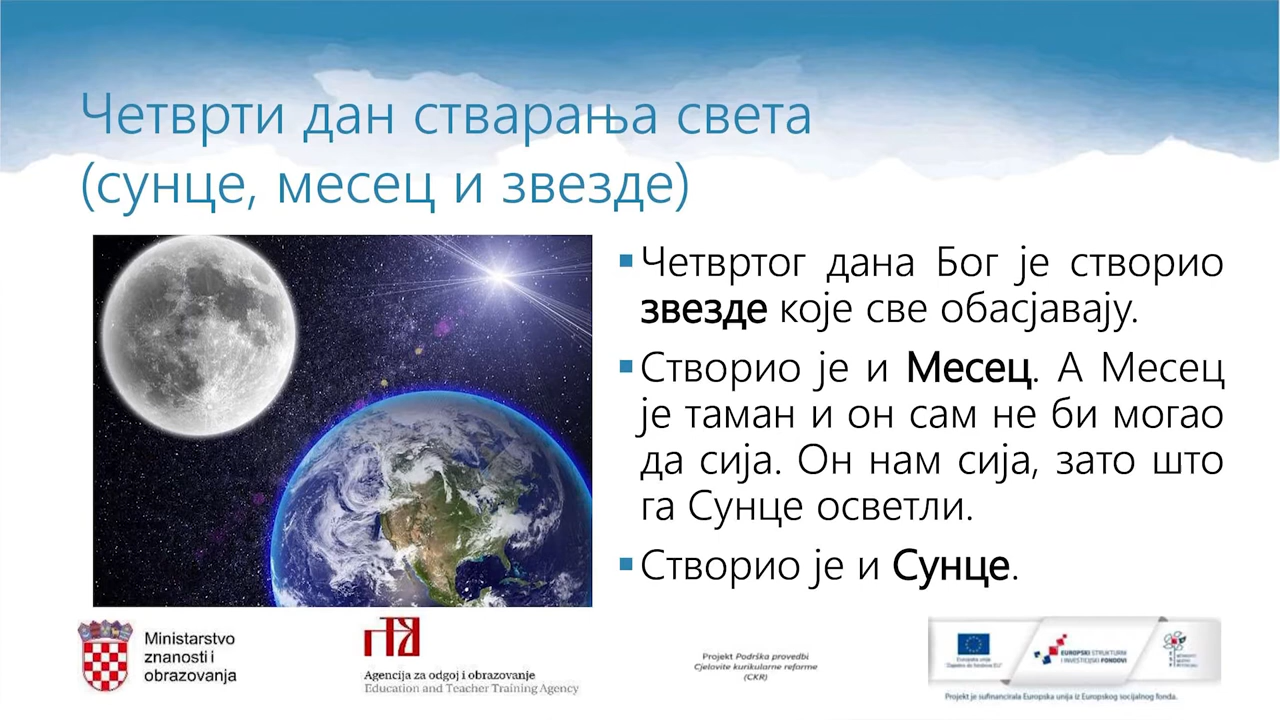 Четврти дан стварања света
(сунце, месец и звезде)
Четвртог дана Бог је створио
звезде које све обасјавају.
Створио је и Месец. А Месец
је таман и он сам не би могао
да сија. Он нам сија, зато што
га Сунце осветли.
Створио је и Сунце.
Ministarstvo
znanosti i
obrazovanja
Agencija za odgoj i obrazovanje
Education and Teacher Training Agency
Projekt Podrška provedbi
Cjelovite kurikularne reforme
(CKR)
Europska unija
EUROPSKI STRUKTURNI
I INVESTICIJSKI FONDOVI
Projekt je sufinancirala Europska unija iz Europskog socijalnog fonda.